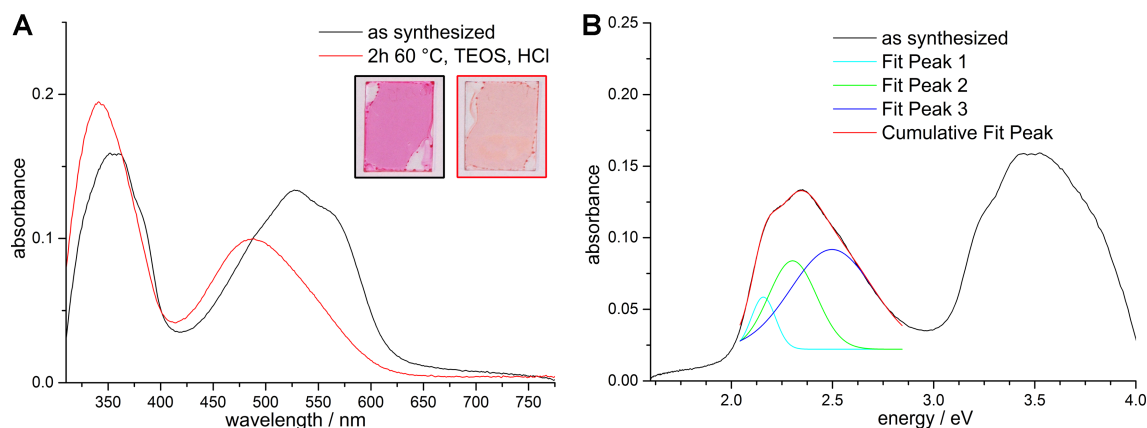 A
as synthesized
2h 60 °C, TEOS, HCl
absorbance
0.2
0.1
0.0
350 400 450 500 550 600 650 700 750
wavelength / nm
B
as synthesized
Fit Peak 1
Fit Peak 2
Fit Peak 3
Cumulative Fit Peak
absorbance
0.25
0.20
0.15
0.10
0.05
0.00
2.0 2.5 3.0 3.5 4.0
energy / eV